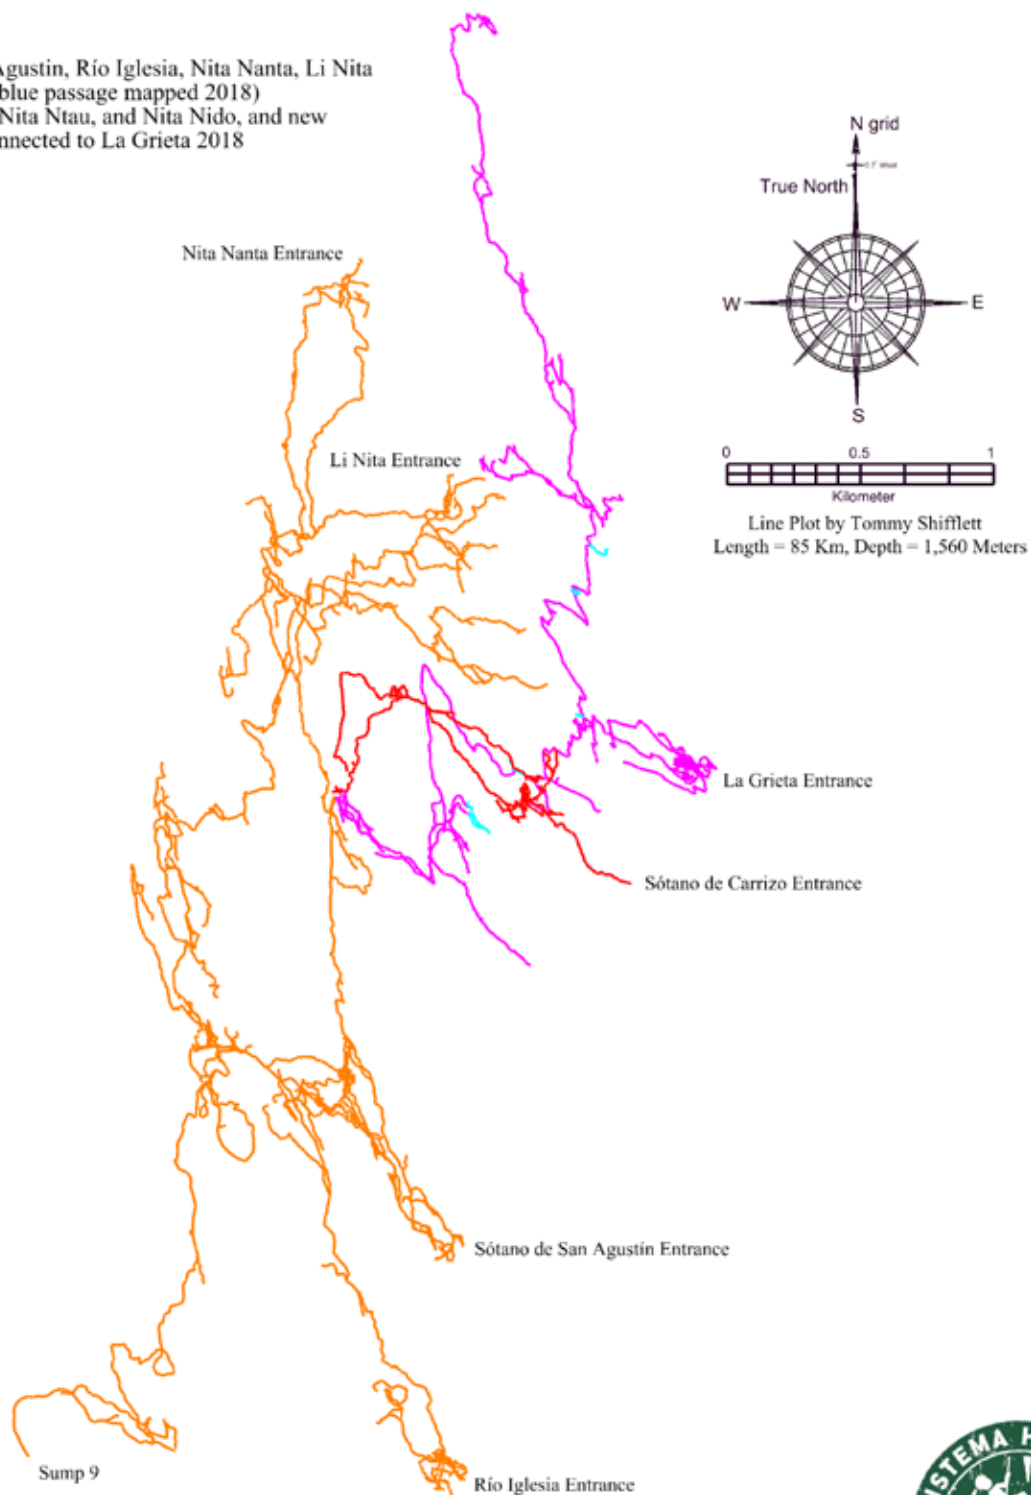 Agustin, Río Iglesia, Nita Nanta, Li Nita
blue passage mapped 2018)
Nita Ntau, and Nita Nido, and new
nnected to La Grieta 2018
N grid
True North
W
E
S
Nita Nanta Entrance
Li Nita Entrance
0 0.5 1
Kilometer
Line Plot by Tommy Shifflett
Length = 85 Km, Depth = 1,560 Meters
La Grieta Entrance
Sótano de Carrizo Entrance
Sótano de San Agustín Entrance
Sump 9
Río Iglesia Entrance
ISTEMA H